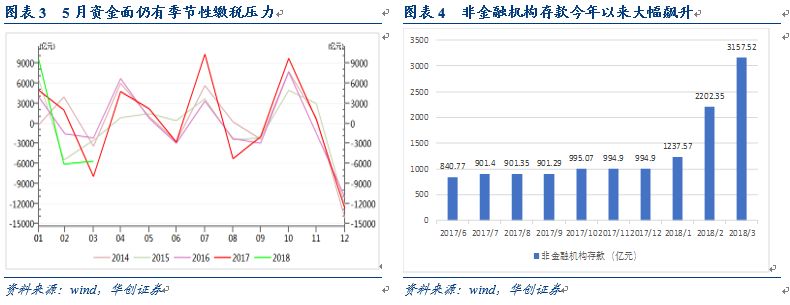 图表 3 5 月资金面仍有季节性缴税压力
(亿元)
(亿元)
9000
6000
3000
0
-3000
-6000
-9000
-12000
-15000
9000
6000
3000
0
-3000
-6000
-9000
-12000
-15000
01 02 03 04 05 06 07 08 09 10 11 12
2014 2015 2016 2017 2018
资料来源：wind，华创证券
图表 4 非金融机构存款今年以来大幅飙升
3500
3000
2500
2000
1500
1000
500
0
840.77 901.4 901.35 901.29 995.07 994.9 994.9 1237.57 2202.35 3157.52
2017/6 2017/7 2017/8 2017/9 2017/10 2017/11 2017/12 2018/1 2018/2 2018/3
非金融机构存款（亿元）
资料来源：wind，华创证券